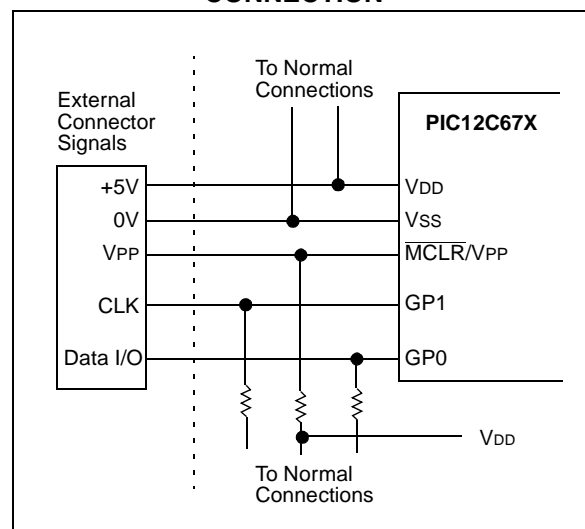 CONNECTION
To Normal
Connections
External
Connector
Signals
PIC12C67X
+5V
VDD
0V
VSS
VPP
MCLR/VPP
CLK
GP1
Data I/O
GP0
VDD
To Normal
Connections